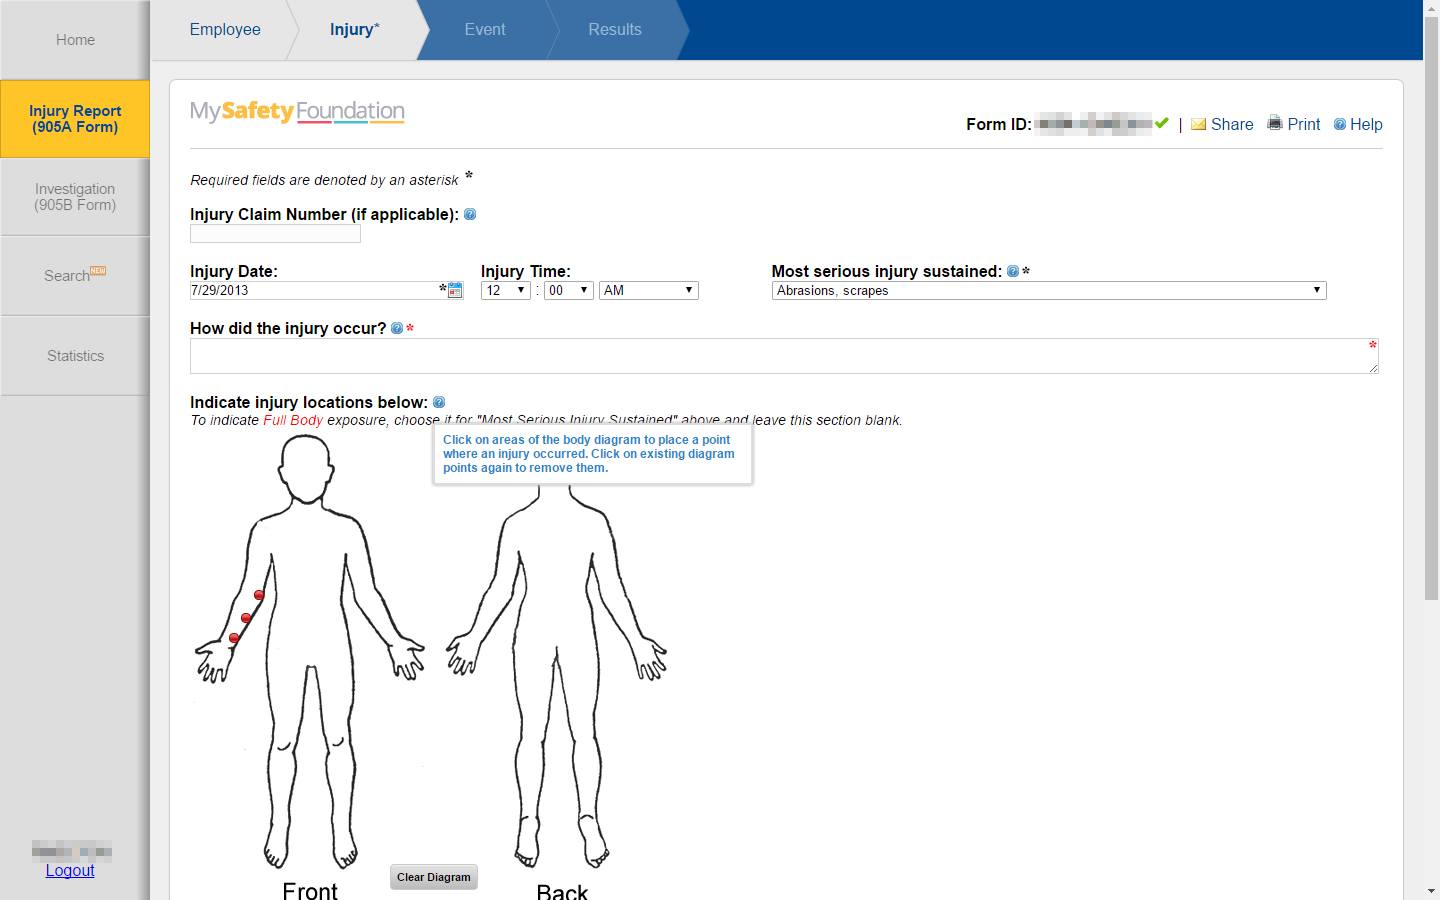 Home
Injury Report
(905A Form)
Investigation
(905B Form)
Search NEW
Statistics
Logout
Employee
Injury*
Event
Results
MySafetyFoundation
Form ID:
| Share Print Help
Required fields are denoted by an asterisk *
Injury Claim Number (if applicable): ?
Injury Date:
7/29/2013 *
Injury Time:
12 : 00 AM
Most serious injury sustained: ? *
Abrasions, scrapes
How did the injury occur? ? *
*
Indicate injury locations below: ?
To indicate Full Body exposure, choose it for "Most Serious Injury Sustained" above and leave this section blank.
Click on areas of the body diagram to place a point
where an injury occurred. Click on existing diagram
points again to remove them.
Clear Diagram
Front
Back